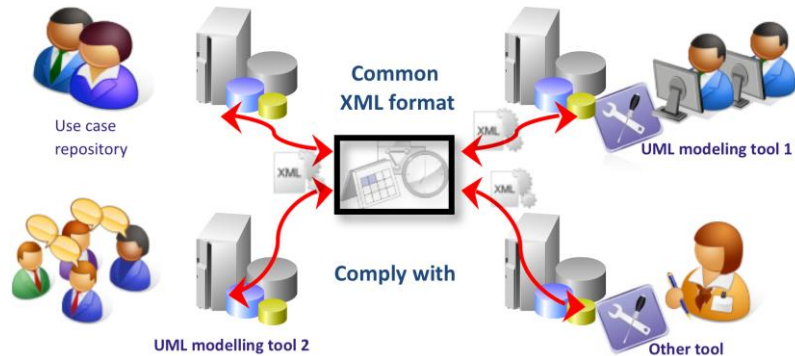 Common
XML format
Use case
repository
XML
UML modeling tool 1
XML
XML
Comply with
UML modelling tool 2
Other tool